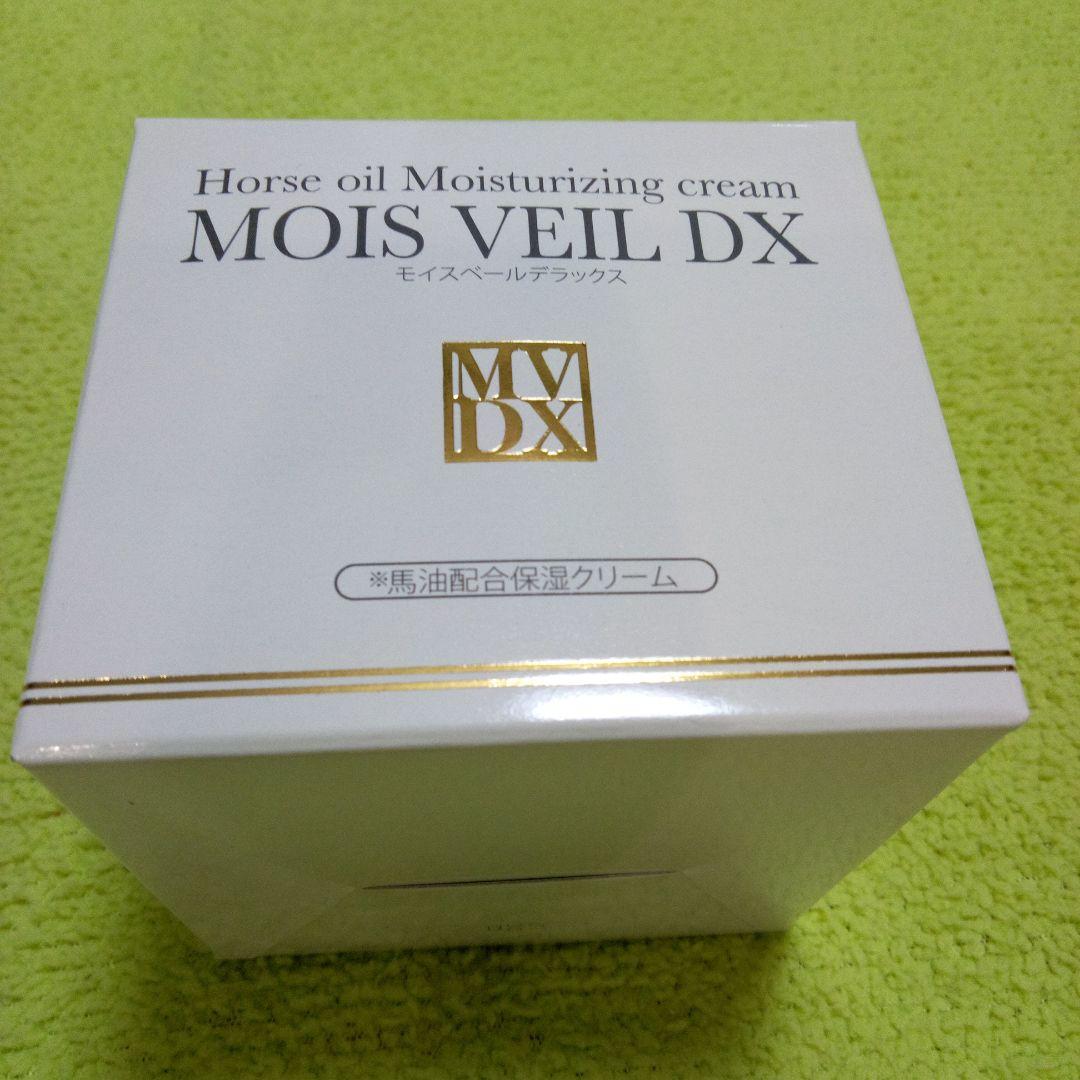 Horse oil Moisturizing cream
MOIS VEIL DX
モイスベールデラックス
MV
DX
※馬油配合保湿クリーム